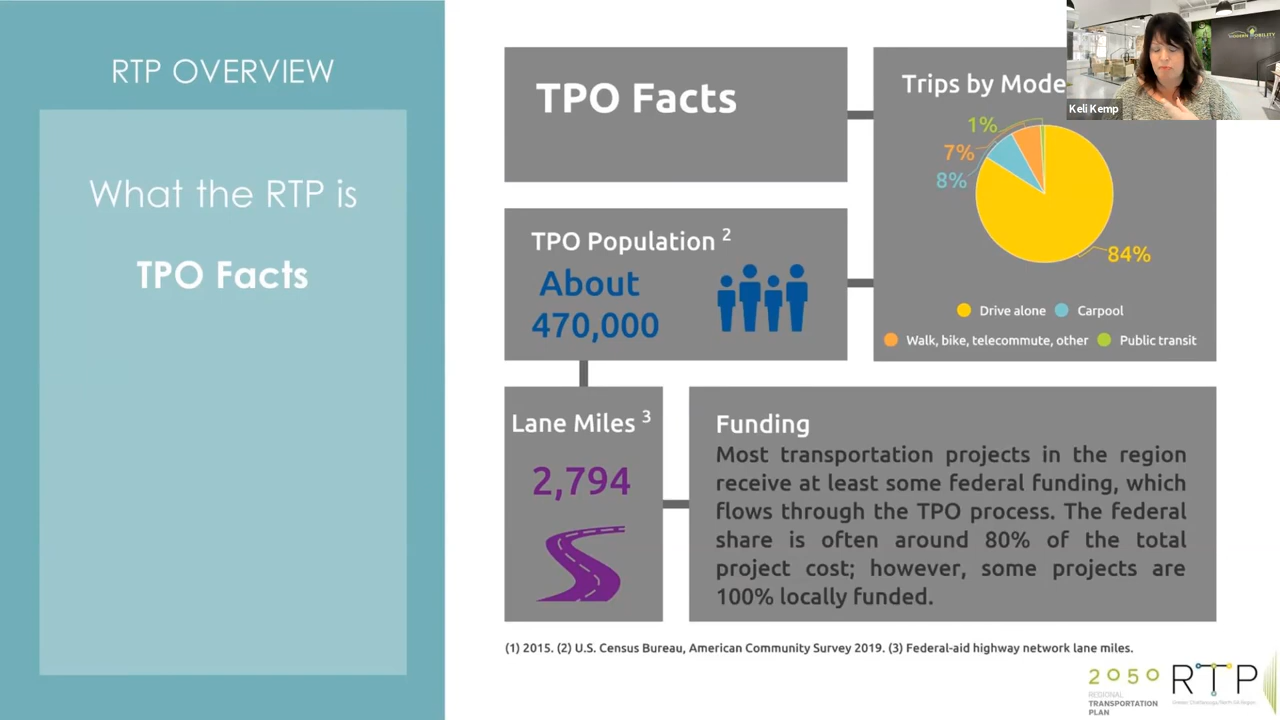 RTP OVERVIEW
What the RTP is
TPO Facts
TPO Facts
Trips by Mode
Keli Kemp
1%
7%
8%
84%
Drive alone
Carpool
Walk, bike, telecommute, other
Public transit
TPO Population 2
About
470,000
Lane Miles 3
2,794
Funding
Most transportation projects in the region
receive at least some federal funding, which
flows through the TPO process. The federal
share is often around 80% of the total
project cost; however, some projects are
100% locally funded.
(1) 2015. (2) U.S. Census Bureau, American Community Survey 2019. (3) Federal-aid highway network lane miles.
2050
REGIONAL
TRANSPORTATION
PLAN
RTP
Greater Chattanooga/North GA Region